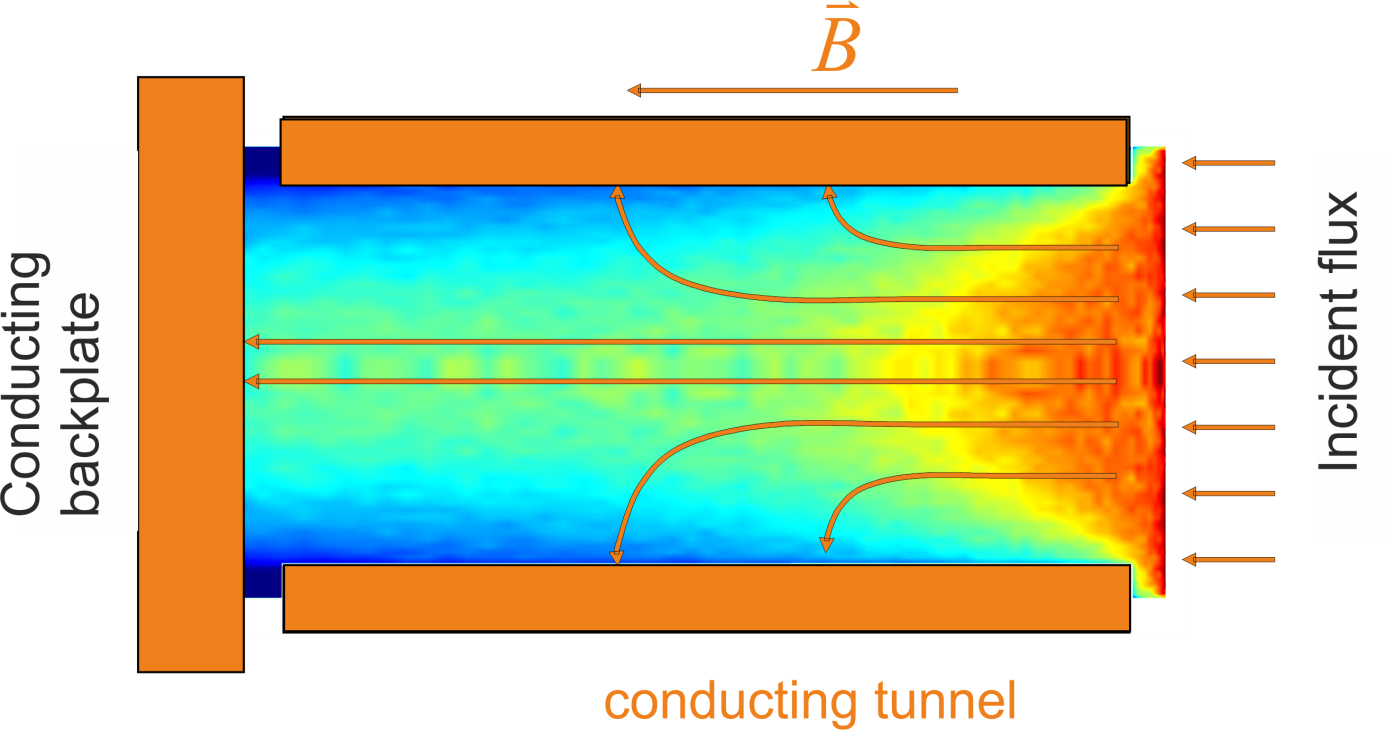 B
Conducting
backplate
Incident flux
conducting tunnel